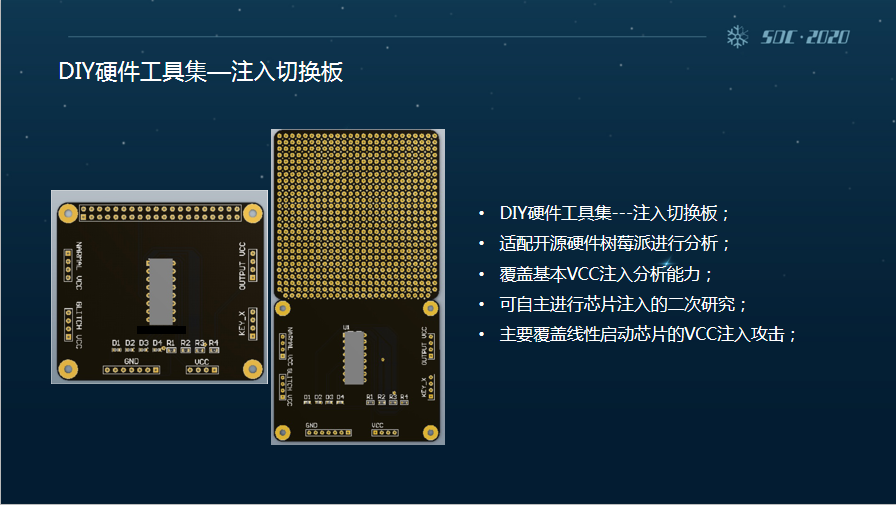 SDC·2020
DIY硬件工具集—注入切换板
NARMAL VCC
GLITCH VCC
OUTPUT VCC
KEY_X
D1 D2 D3 D4 R1 R2 R3 R4
GND
VCC
U1
NARMAL VCC
GLITCH VCC
OUTPUT VCC
KEY_X
D1 D2 D3 D4
R1 R2 R3 R4
GND
VCC
• DIY硬件工具集---注入切换板；
• 适配开源硬件树莓派进行分析；
• 覆盖基本VCC注入分析能力；
• 可自主进行芯片注入的二次研究；
• 主要覆盖线性启动芯片的VCC注入攻击；